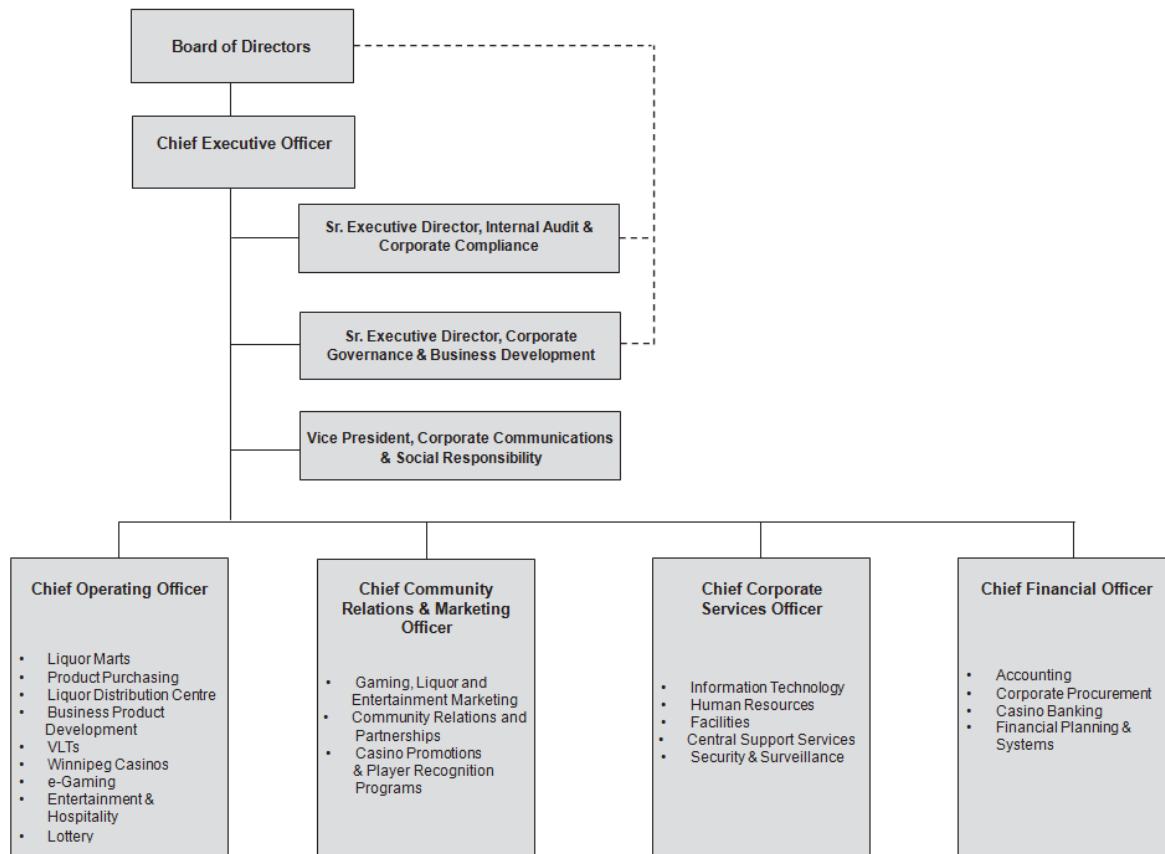 Board of Directors
Chief Executive Officer
Sr. Executive Director, Internal Audit &
Corporate Compliance
Sr. Executive Director, Corporate
Governance & Business Development
Vice President, Corporate Communications
& Social Responsibility
Chief Operating Officer
• Liquor Marts
• Product Purchasing
• Liquor Distribution Centre
• Business Product
Development
• VLTs
• Winnipeg Casinos
• e-Gaming
• Entertainment &
Hospitality
• Lottery
Chief Community
Relations & Marketing
Officer
• Gaming, Liquor and
Entertainment Marketing
• Community Relations and
Partnerships
• Casino Promotions
& Player Recognition
Programs
Chief Corporate
Services Officer
• Information Technology
• Human Resources
• Facilities
• Central Support Services
• Security & Surveillance
Chief Financial Officer
• Accounting
• Corporate Procurement
• Casino Banking
• Financial Planning &
Systems